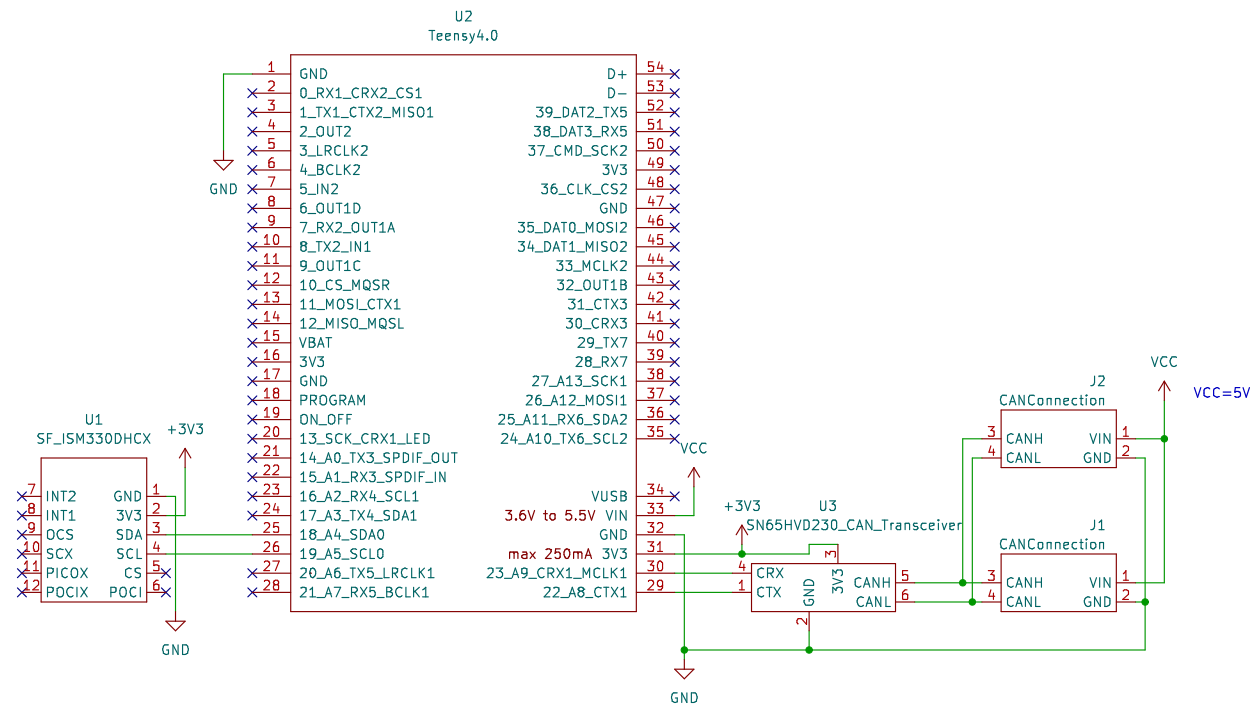 U2
Teensy4.0
1 GND
2 0_RX1_CRX2_CS1
3 1_TX1_CTX2_MISO1
4 2_OUT2
5 3_LRCLK2
6 4_BCLK2
7 5_IN2
8 6_OUT1D
9 7_RX2_OUT1A
10 8_TX2_IN1
11 9_OUT1C
12 10_CS_MQSR
13 11_MOSI_CTX1
14 12_MISO_MQSL
15 VBAT
16 3V3
17 GND
18 PROGRAM
19 ON_OFF
20 13_SCK_CRX1_LED
21 14_A0_TX3_SPDIF_OUT
22 15_A1_RX3_SPDIF_IN
23 16_A2_RX4_SCL1
24 17_A3_TX4_SDA1
25 18_A4_SDA0
26 19_A5_SCL0
27 20_A6_TX5_LRCLK1
28 21_A7_RX5_BCLK1
D+ 54
D- 53
39_DAT2_TX5 52
38_DAT3_RX5 51
37_CMD_SCK2 50
3V3 49
36_CLK_CS2 48
GND 47
35_DAT0_MOSI2 46
34_DAT1_MISO2 45
33_MCLK2 44
32_OUT1B 43
31_CTX3 42
30_CRX3 41
29_TX7 40
28_RX7 39
27_A13_SCK1 38
26_A12_MOSI1 37
25_A11_RX6_SDA2 36
24_A10_TX6_SCL2 35
VUSB 34
3.6V to 5.5V VIN 33
GND 32
max 250mA 3V3 31
23_A9_CRX1_MCLK1 30
22_A8_CTX1 29
GND
U1
SF_ISM330DHCX
+3V3
7 INT2
8 INT1
9 OCS
10 SCX
11 PICOX
12 POCIX
GND 1
3V3 2
SDA 3
SCL 4
CS 5
POCI 6
GND
VCC
+3V3
U3
SN65HVD230_CAN_Transceiver
4 CRX
1 CTX
GND 2
3V3 3
CANH 5
CANL 6
GND
J2
CANConnection
3 CANH
4 CANL
VIN 1
GND 2
J1
CANConnection
3 CANH
4 CANL
VIN 1
GND 2
VCC
VCC=5V